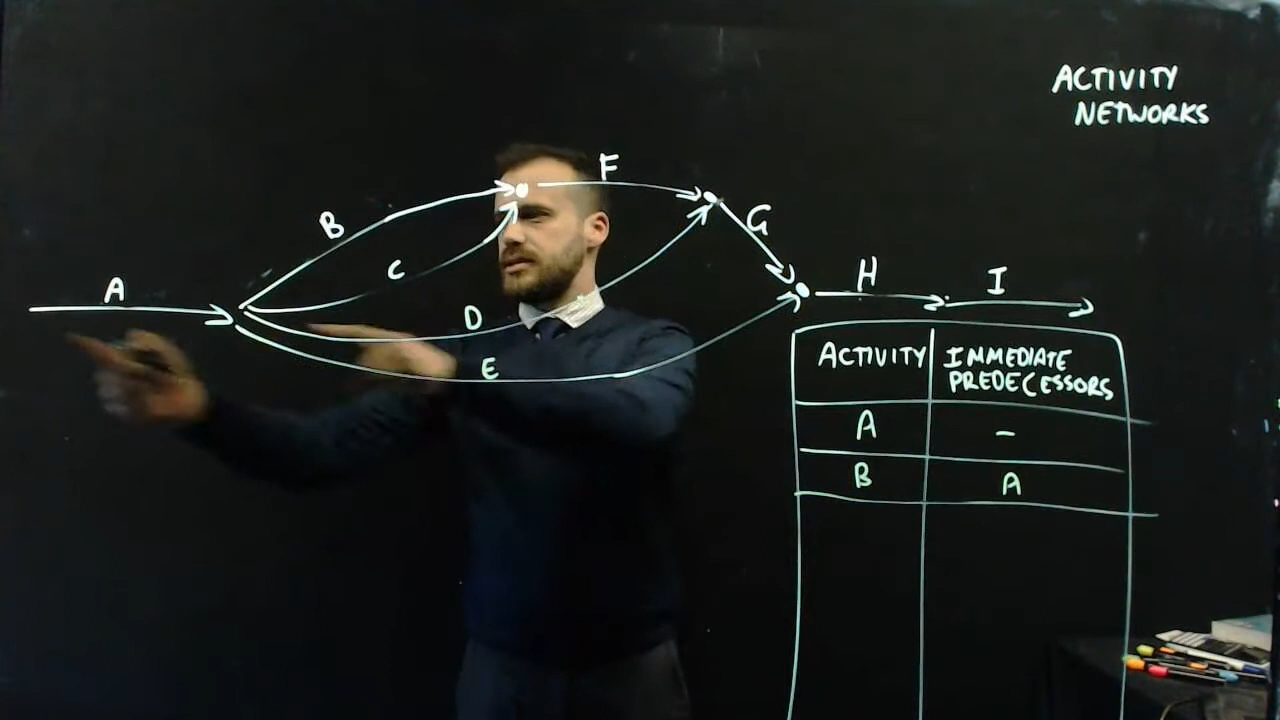 ACTIVITY
NETWORKS
F
B
G
C
A
H
I
D
E
ACTIVITY IMMEDIATE PREDECESSORS
A -
B A